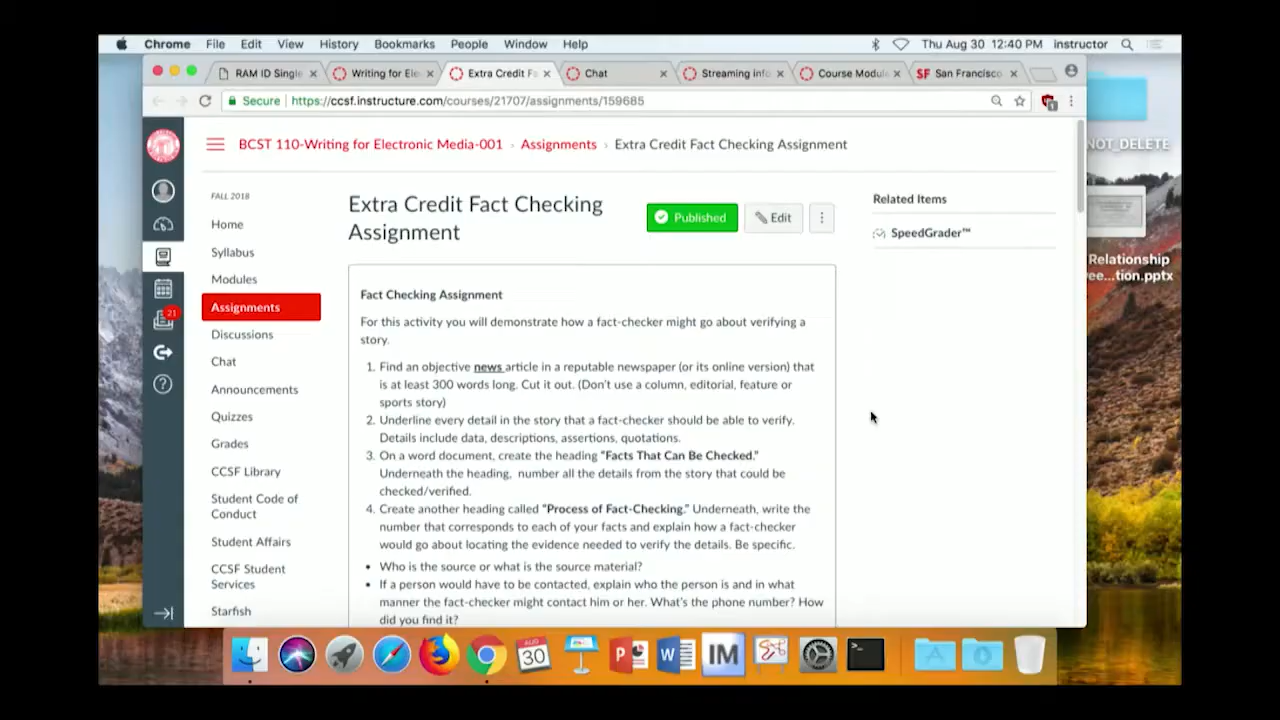 Chrome File Edit View History Bookmarks People Window Help Thu Aug 30 12:40 PM instructor
RAM ID Single Writing for Ele Extra Credit Fa Chat Streaming info Course Module SF San Francisco
Secure https://ccsf.instructure.com/courses/21707/assignments/159685 1
NOT_DELETE
BCST 110-Writing for Electronic Media-001 › Assignments › Extra Credit Fact Checking Assignment
FALL 2018
Home
Syllabus
Modules
Assignments
Discussions
Chat
Announcements
Quizzes
Grades
CCSF Library
Student Code of
Conduct
Student Affairs
CCSF Student
Services
Starfish
21
Extra Credit Fact Checking
Assignment
Published Edit
Related Items
SpeedGrader™
Relationship
ee...tion.pptx
Fact Checking Assignment
For this activity you will demonstrate how a fact-checker might go about verifying a
story.
1. Find an objective news article in a reputable newspaper (or its online version) that
is at least 300 words long. Cut it out. (Don't use a column, editorial, feature or
sports story)
2. Underline every detail in the story that a fact-checker should be able to verify.
Details include data, descriptions, assertions, quotations.
3. On a word document, create the heading "Facts That Can Be Checked."
Underneath the heading, number all the details from the story that could be
checked/verified.
4. Create another heading called "Process of Fact-Checking." Underneath, write the
number that corresponds to each of your facts and explain how a fact-checker
would go about locating the evidence needed to verify the details. Be specific.
• Who is the source or what is the source material?
• If a person would have to be contacted, explain who the person is and in what
manner the fact-checker might contact him or her. What's the phone number? How
did you find it?
AUG
30
P W IM